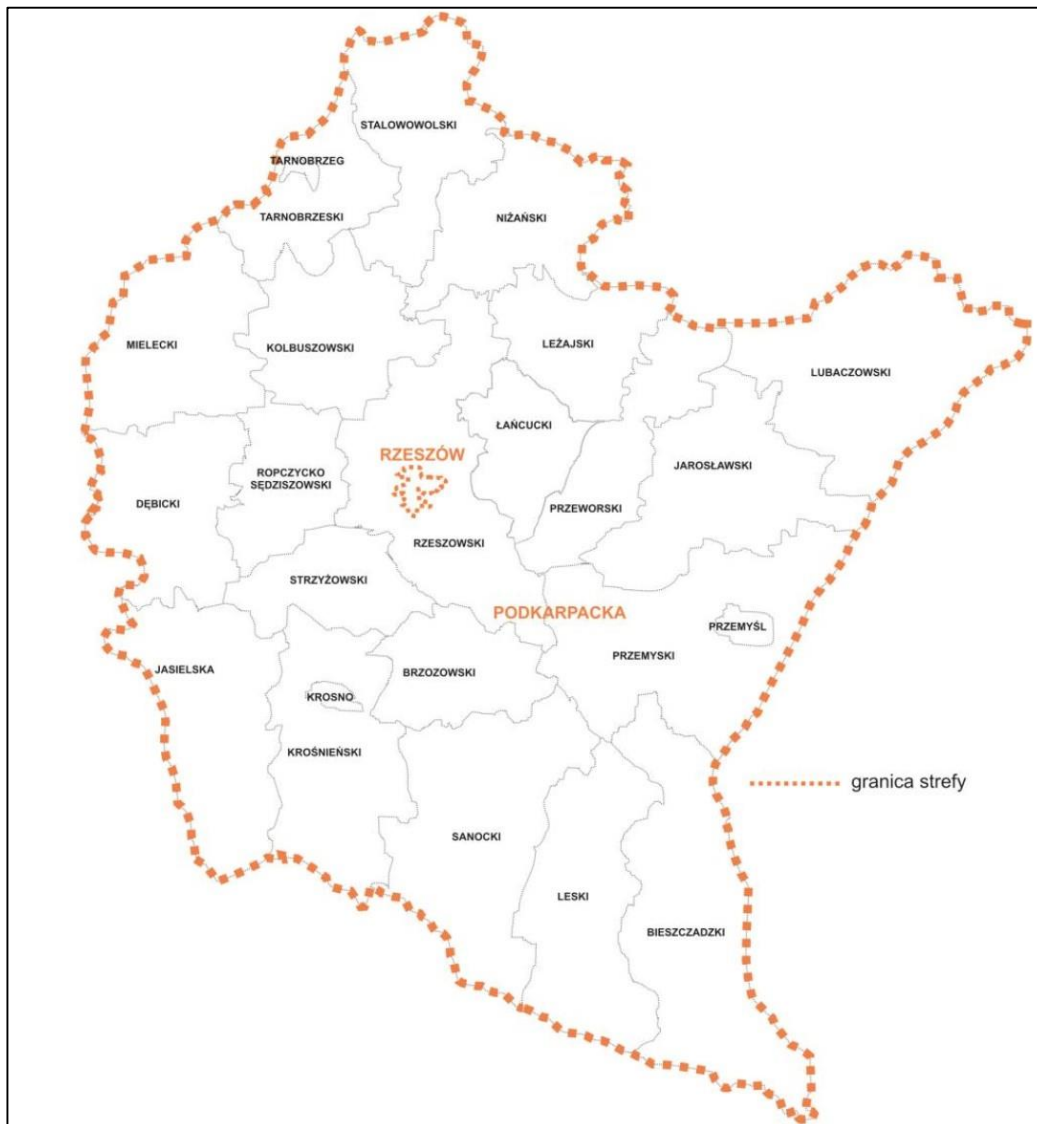 STALOWOWOLSKI
TARNOBRZEG
TARNOBRZESKI
NIŻAŃSKI
MIELECKI
KOLBUSZOWSKI
LEŻAJSKI
LUBACZOWSKI
ŁAŃCUCKI
RZESZÓW
JAROSŁAWSKI
ROPCZYCKO
SĘDZISZOWSKI
DĘBICKI
PRZEWORSKI
RZESZOWSKI
STRZYŻOWSKI
PODKARPACKA
PRZEMYŚL
PRZEMYSKI
JASIELSKA
BRZOZOWSKI
KROSNO
KROŚNIEŃSKI
granica strefy
SANOCKI
LESKI
BIESZCZADZKI